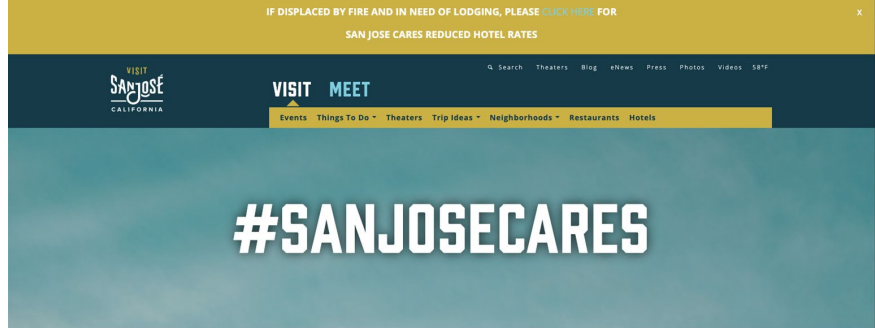 IF DISPLACED BY FIRE AND IN NEED OF LODGING, PLEASE CLICK HERE FOR
X
SAN JOSE CARES REDUCED HOTEL RATES
VISIT
SAN JOSÉ
CALIFORNIA
Search Theaters Blog eNews Press Photos Videos 58°F
VISIT MEET
Events Things To Do Theaters Trip Ideas Neighborhoods Restaurants Hotels
#SANJOSECARES